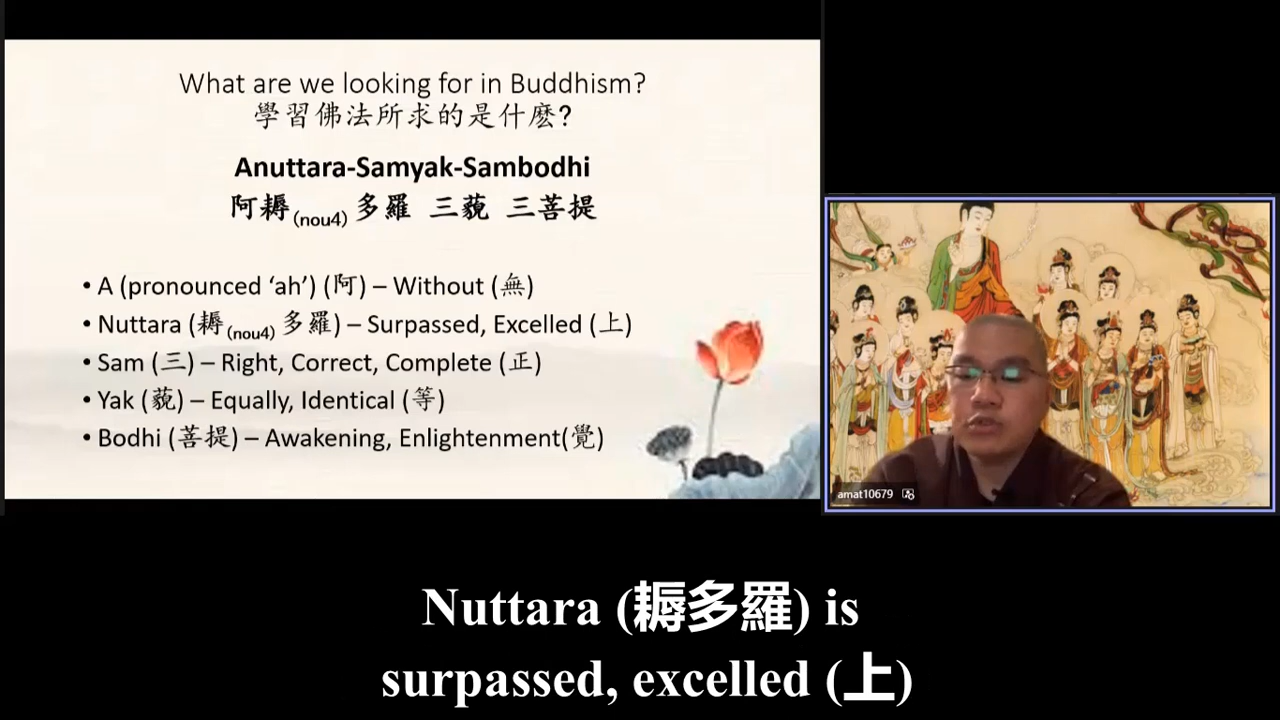 What are we looking for in Buddhism?
學習佛法所求的是什麽?
Anuttara-Samyak-Sambodhi
阿耨(nou4)多羅 三藐 三菩提
• A (pronounced ‘ah’) (阿) – Without (無)
• Nuttara (耨(nou4)多羅) – Surpassed, Excelled (上)
• Sam (三) – Right, Correct, Complete (正)
• Yak (藐) – Equally, Identical (等)
• Bodhi (菩提) – Awakening, Enlightenment(覺)
amat10679
Nuttara (耨多羅) is
surpassed, excelled (上)